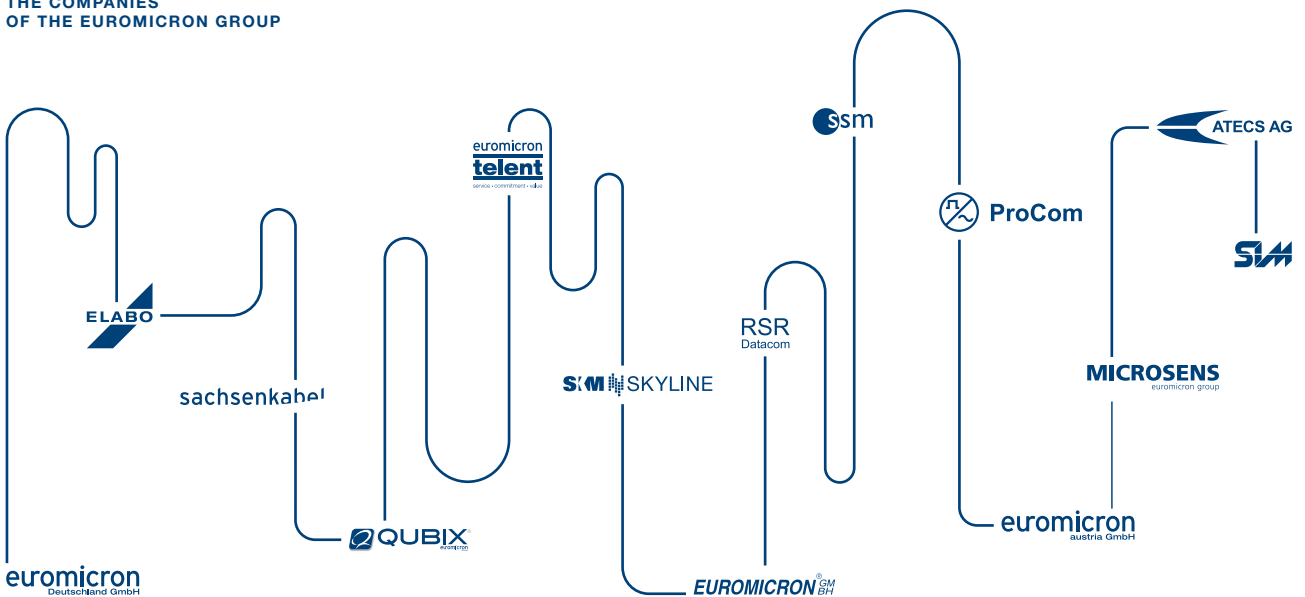 THE COMPANIES
OF THE EUROMICRON GROUP
euromicron
Deutschland GmbH
ELABO
sachsenkabel
QUBIX
euromicron
euromicron
telent
service • commitment • value
SKM SKYLINE
EUROMICRON® GM
BH
RSR
Datacom
ssm
ProCom
euromicron
austria GmbH
MICROSENS
euromicron group
ATECS AG
SIM